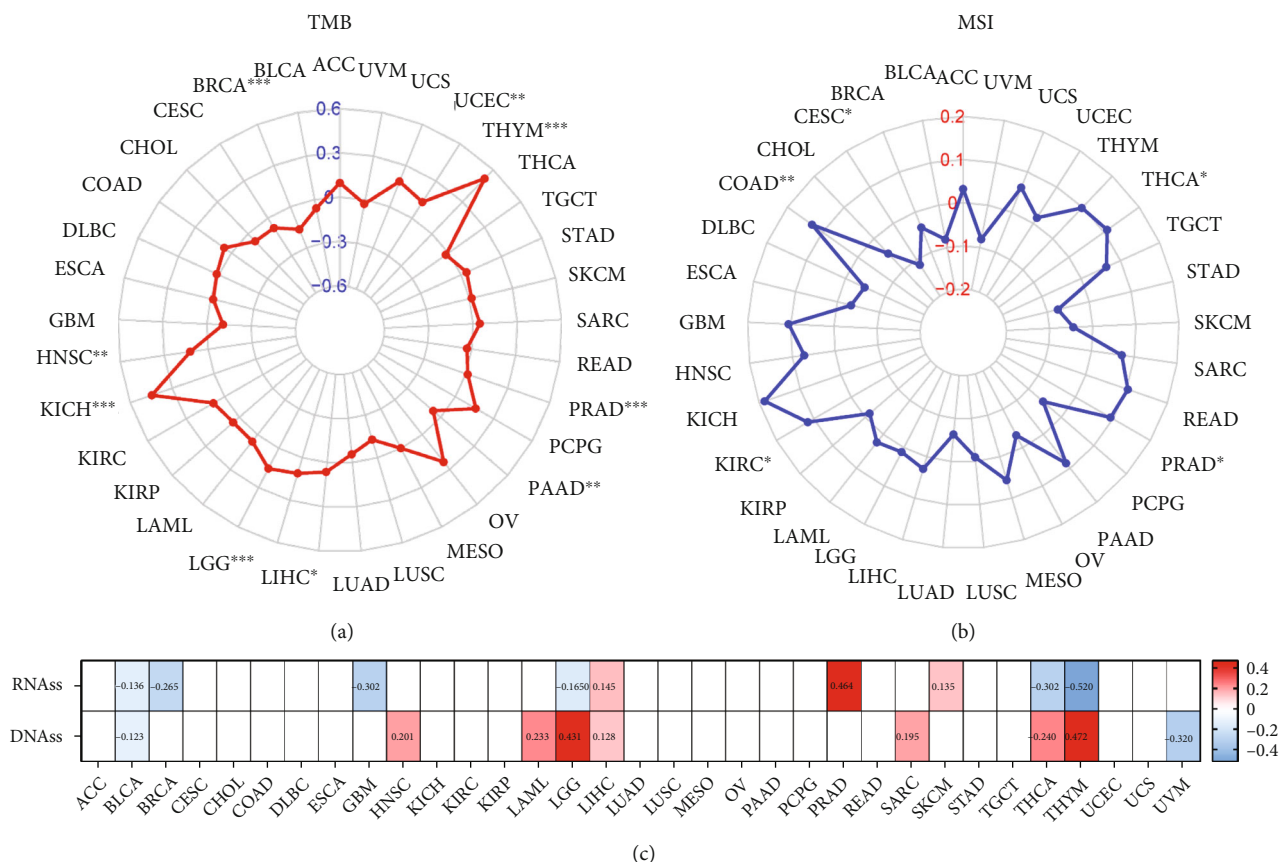 TMB
ACC
UVM
UCS
UCEC**
THYM***
THCA
TGCT
STAD
SKCM
SARC
READ
PRAD***
PCPG
PAAD**
OV
MESO
LUSC
LUAD
LIHC*
LGG***
LAML
KIRP
KIRC
KICH***
HNSC**
GBM
ESCA
DLBC
COAD
CHOL
CESC
BRCA***
BLCA
0.6
0.3
0
−0.3
−0.6
(a)
MSI
ACC
UVM
UCS
UCEC
THYM
THCA*
TGCT
STAD
SKCM
SARC
READ
PRAD*
PCPG
PAAD
OV
MESO
LUSC
LUAD
LIHC
LGG
LAML
KIRP
KIRC*
KICH
HNSC
GBM
ESCA
DLBC
COAD**
CHOL
CESC*
BRCA
BLCA
0.2
0.1
0
−0.1
−0.2
(b)
RNAss −0.136 −0.265 −0.302 −0.1650 0.145 0.464 0.135 −0.302 −0.520
DNAss −0.123 0.201 0.233 0.431 0.128 0.195 −0.240 0.472 −0.320
0.4
0.2
0
−0.2
−0.4
ACC BLCA BRCA CESC CHOL COAD DLBC ESCA GBM HNSC KICH KIRC KIRP LAML LGG LIHC LUAD LUSC MESO OV PAAD PCPG PRAD READ SARC SKCM STAD TGCT THCA THYM UCEC UCS UVM
(c)